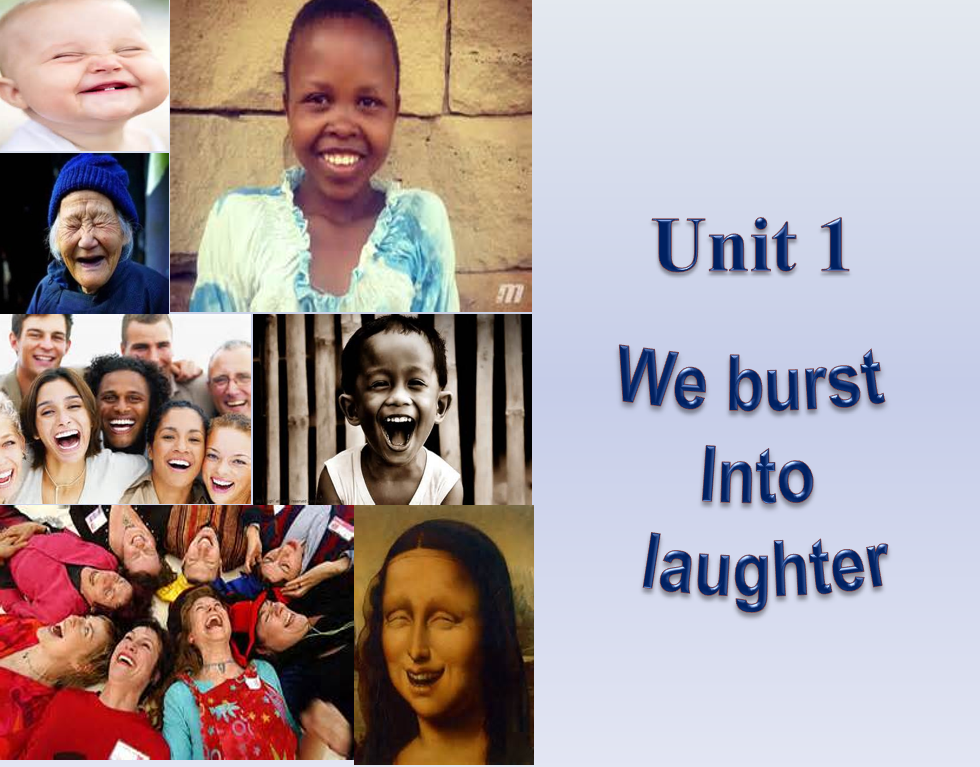 m
Unit 1
We burst
Into
laughter